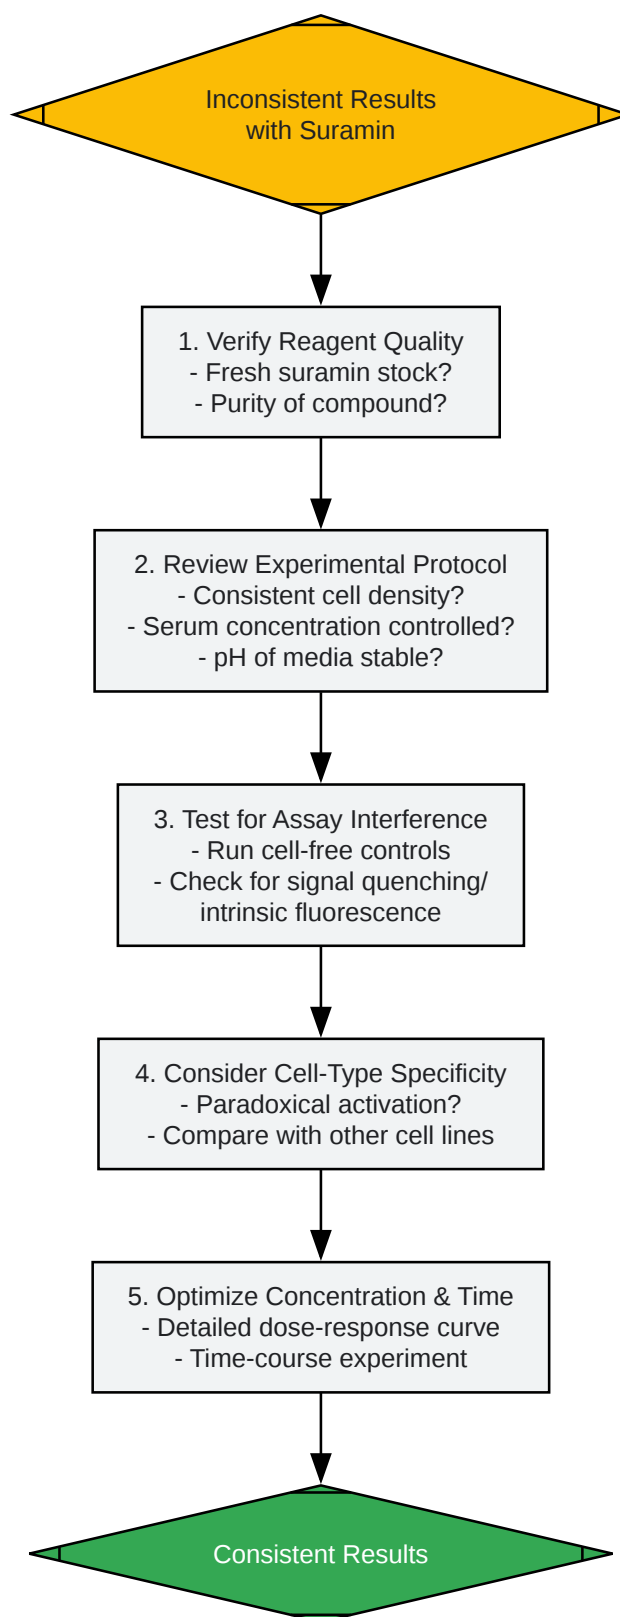 Inconsistent Results
with Suramin
1. Verify Reagent Quality
- Fresh suramin stock?
- Purity of compound?
2. Review Experimental Protocol
- Consistent cell density?
- Serum concentration controlled?
- pH of media stable?
3. Test for Assay Interference
- Run cell-free controls
- Check for signal quenching/
intrinsic fluorescence
4. Consider Cell-Type Specificity
- Paradoxical activation?
- Compare with other cell lines
5. Optimize Concentration & Time
- Detailed dose-response curve
- Time-course experiment
Consistent Results